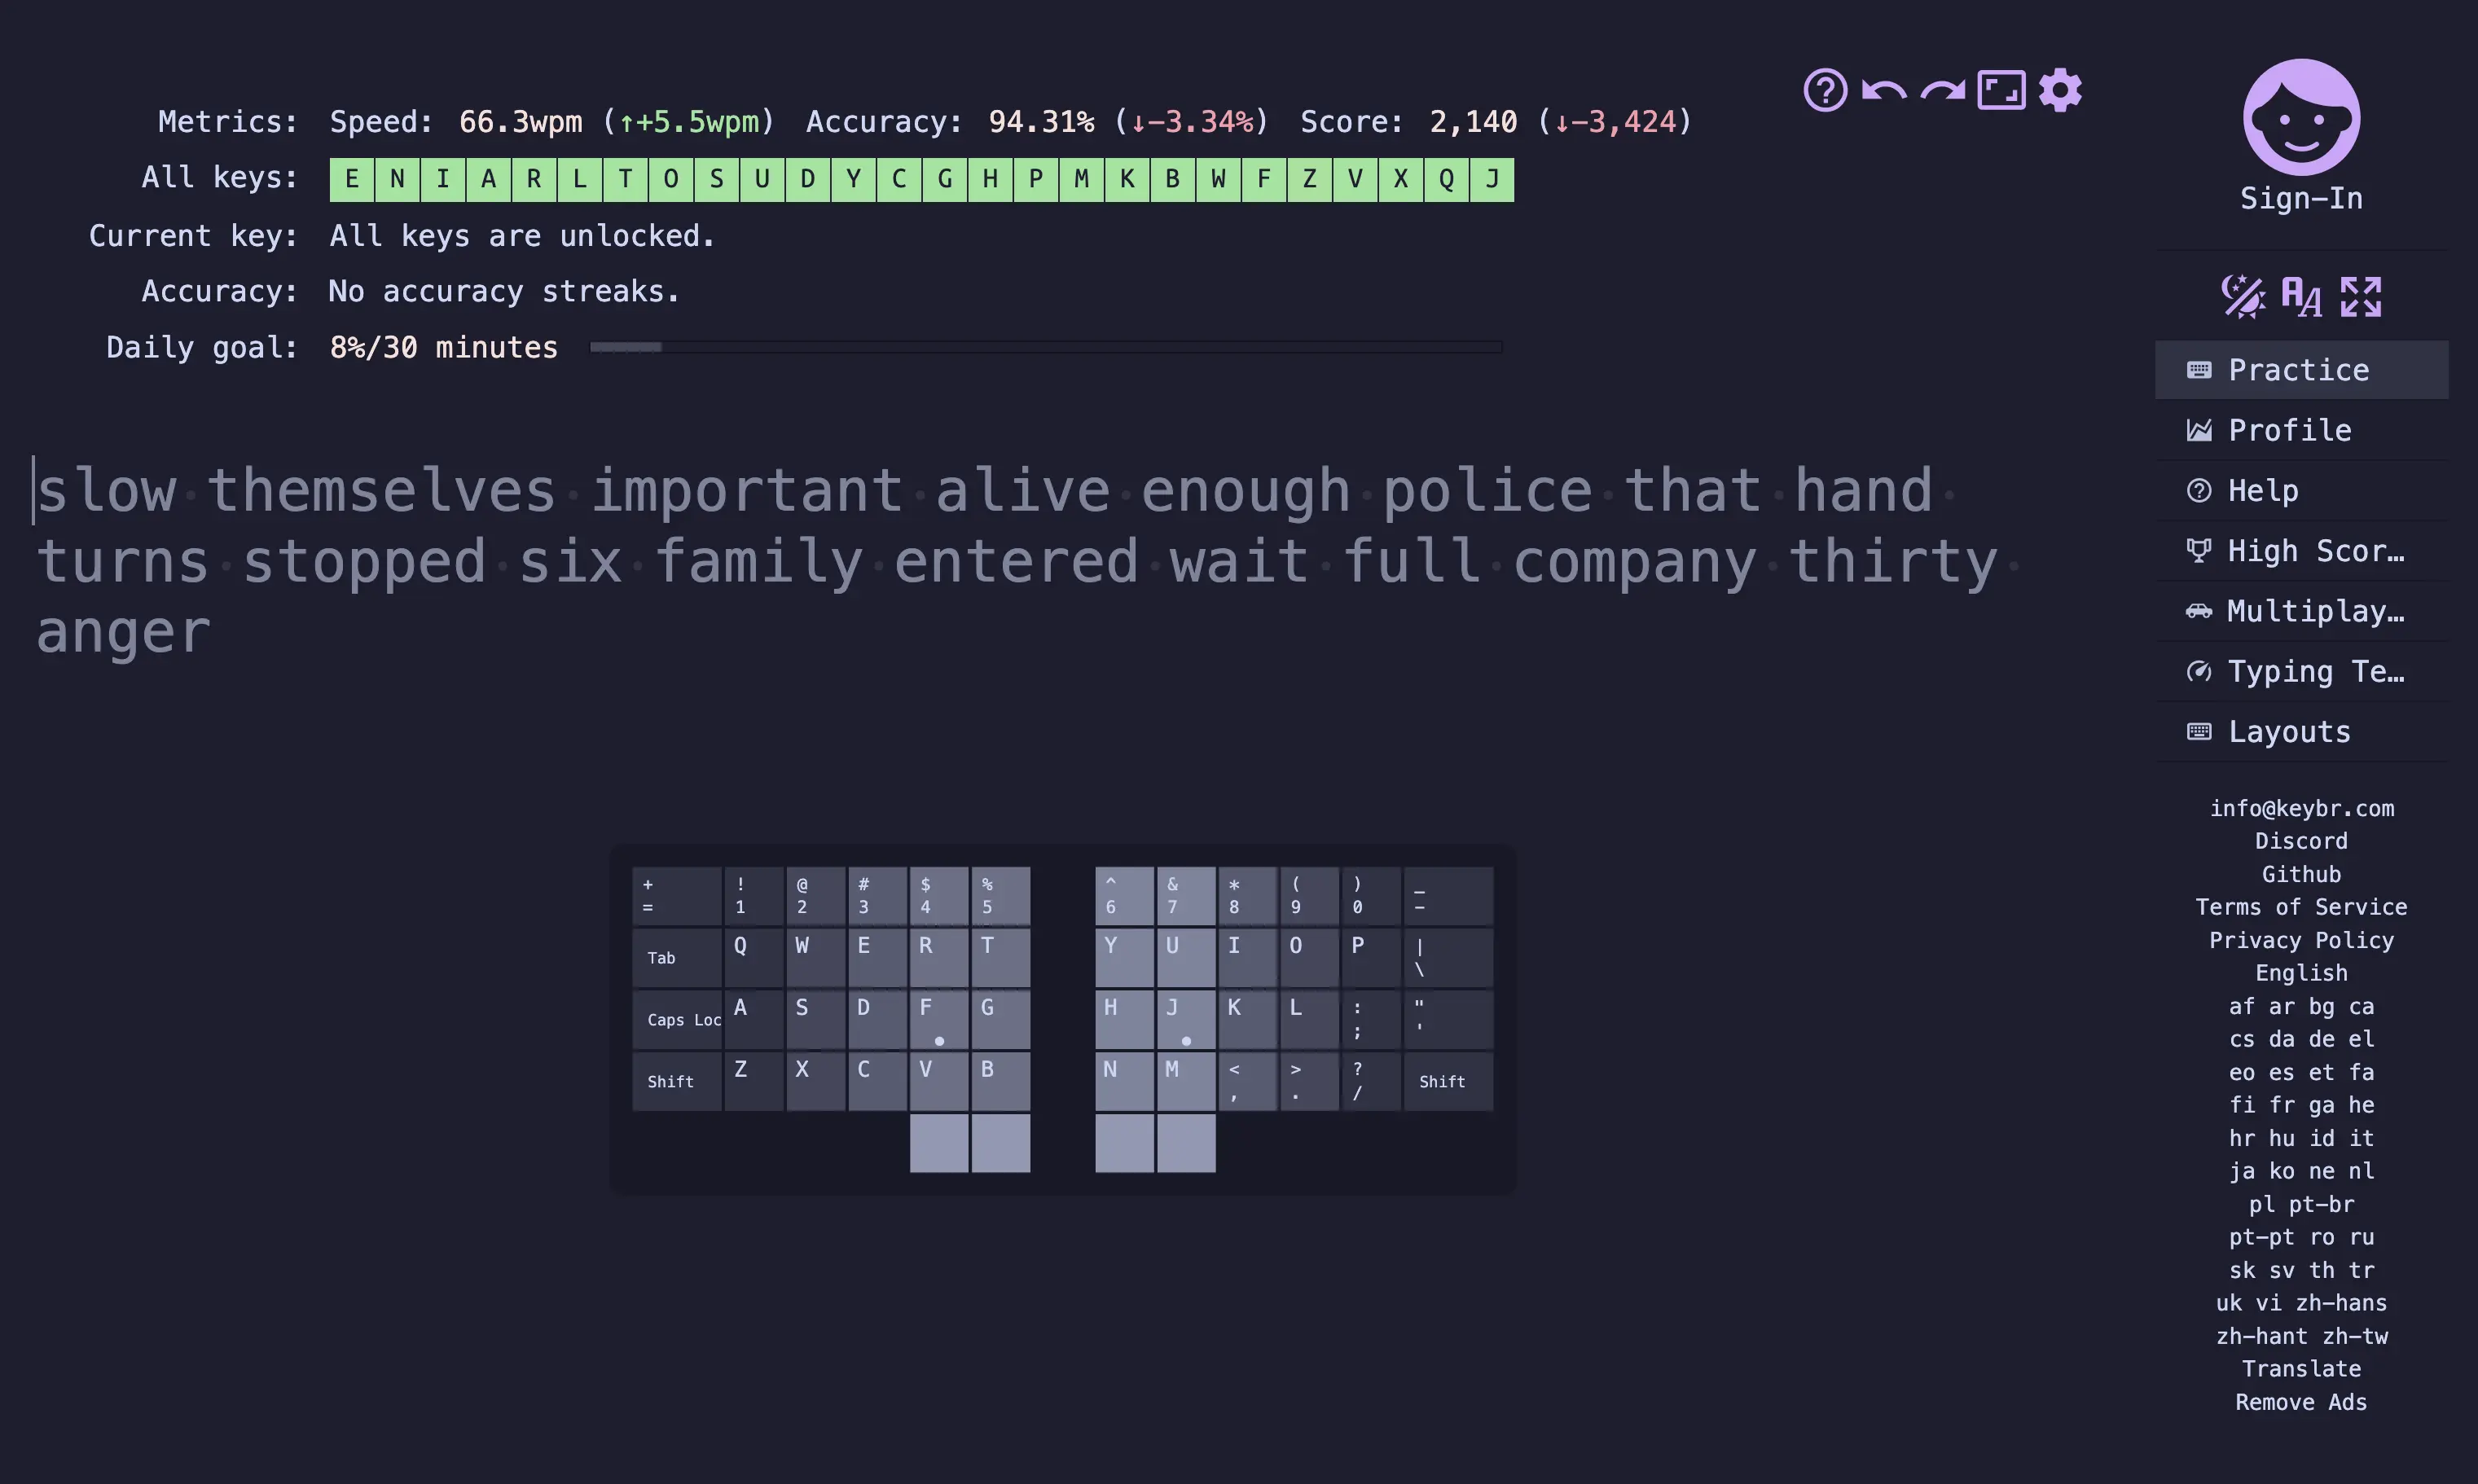 Metrics: Speed: 66.3wpm (↑+5.5wpm) Accuracy: 94.31% (↓−3.34%) Score: 2,140 (↓−3,424)
All keys: E N I A R L T O S U D Y C G H P M K B W F Z V X Q J
Current key: All keys are unlocked.
Accuracy: No accuracy streaks.
Daily goal: 8%/30 minutes
slow themselves important alive enough police that hand
turns stopped six family entered wait full company thirty
anger
+ ! @ # $ % ^ & * ( ) _
= 1 2 3 4 5 6 7 8 9 0 -
Tab Q W E R T Y U I O P | \
Caps Loc A S D F G H J K L : ; " '
Shift Z X C V B N M < , > . ? / Shift
Sign-In
Practice
Profile
Help
High Scor…
Multiplay…
Typing Te…
Layouts
info@keybr.com
Discord
Github
Terms of Service
Privacy Policy
English
af ar bg ca
cs da de el
eo es et fa
fi fr ga he
hr hu id it
ja ko ne nl
pl pt-br
pt-pt ro ru
sk sv th tr
uk vi zh-hans
zh-hant zh-tw
Translate
Remove Ads